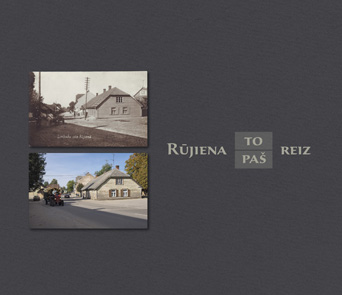 RŪJIENA TO PAŠ REIZ